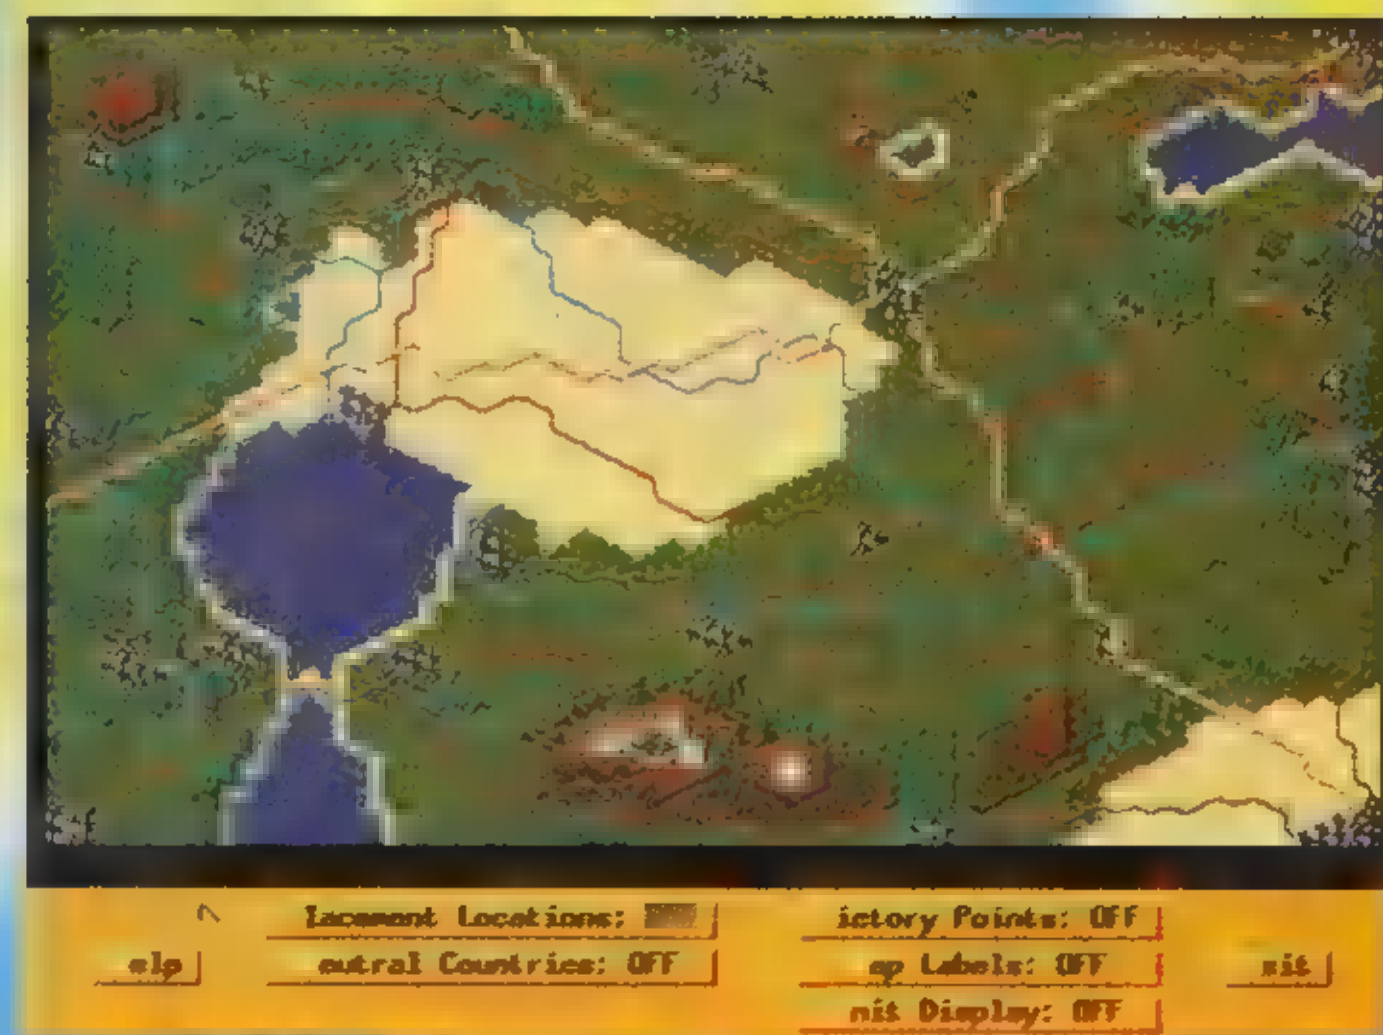 lacement Locations:
ictory Points: OFF
elp
eutral Countries: OFF
ap Labels: OFF
xit
nit Display: OFF